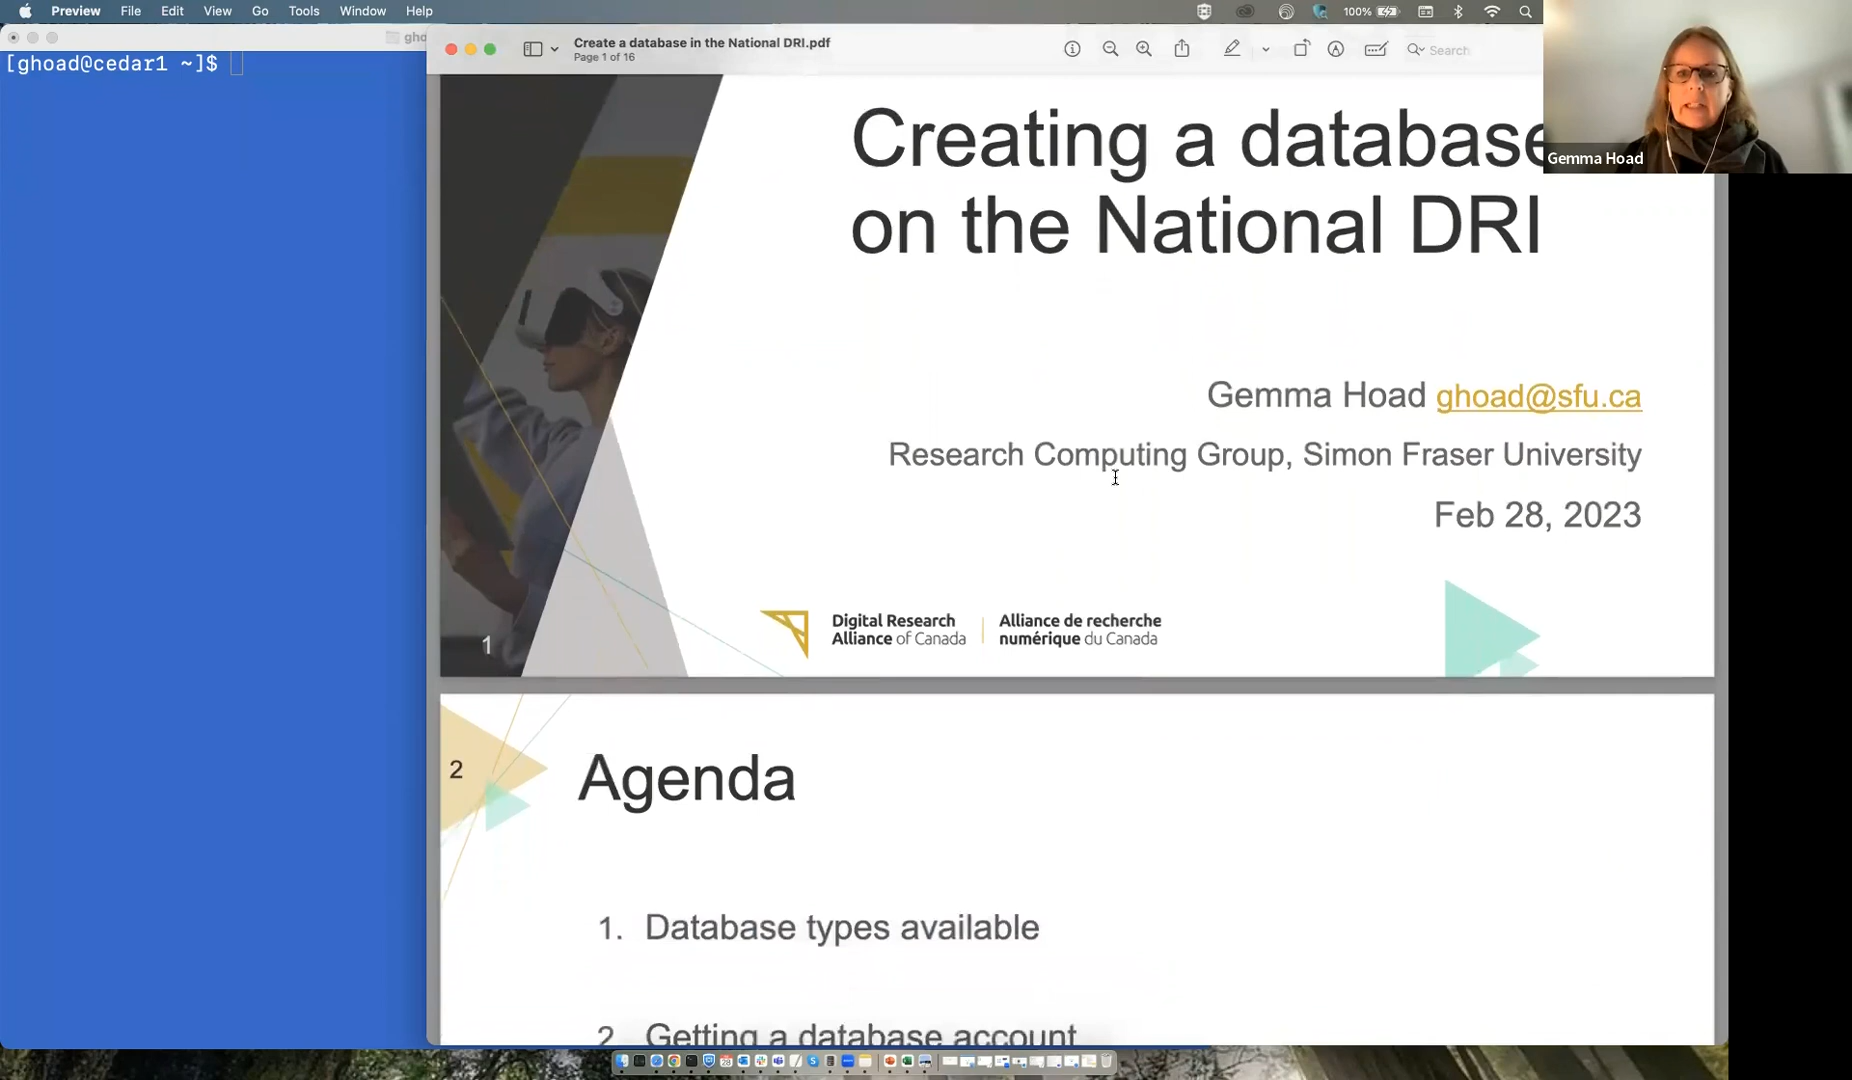 Preview File Edit View Go Tools Window Help
100%
gho
Create a database in the National DRI.pdf
Page 1 of 16
Search
[ghoad@cedar1 ~]$
Creating a database
on the National DRI
Gemma Hoad
Gemma Hoad ghoad@sfu.ca
Research Computing Group, Simon Fraser University
Feb 28, 2023
Digital Research
Alliance of Canada
Alliance de recherche
numérique du Canada
1
2
Agenda
1. Database types available
2. Getting a database account